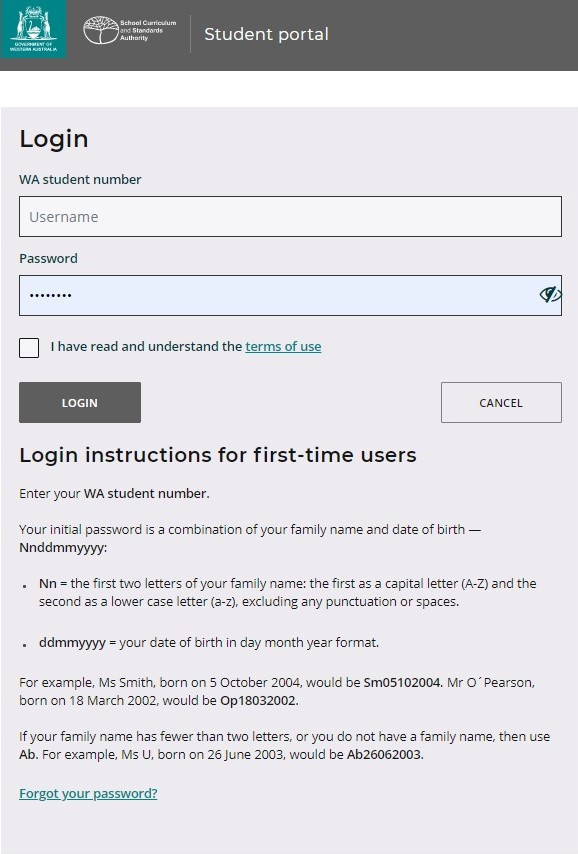 GOVERNMENT OF
WESTERN AUSTRALIA
School Curriculum
and Standards
Authority
Student portal
Login
WA student number
Username
Password
••••••••
I have read and understand the terms of use
LOGIN
CANCEL
Login instructions for first-time users
Enter your WA student number.
Your initial password is a combination of your family name and date of birth —
Nnddmmyyyy:
• Nn = the first two letters of your family name: the first as a capital letter (A-Z) and the
second as a lower case letter (a-z), excluding any punctuation or spaces.
• ddmmyyyy = your date of birth in day month year format.
For example, Ms Smith, born on 5 October 2004, would be Sm05102004. Mr O´Pearson,
born on 18 March 2002, would be Op18032002.
If your family name has fewer than two letters, or you do not have a family name, then use
Ab. For example, Ms U, born on 26 June 2003, would be Ab26062003.
Forgot your password?